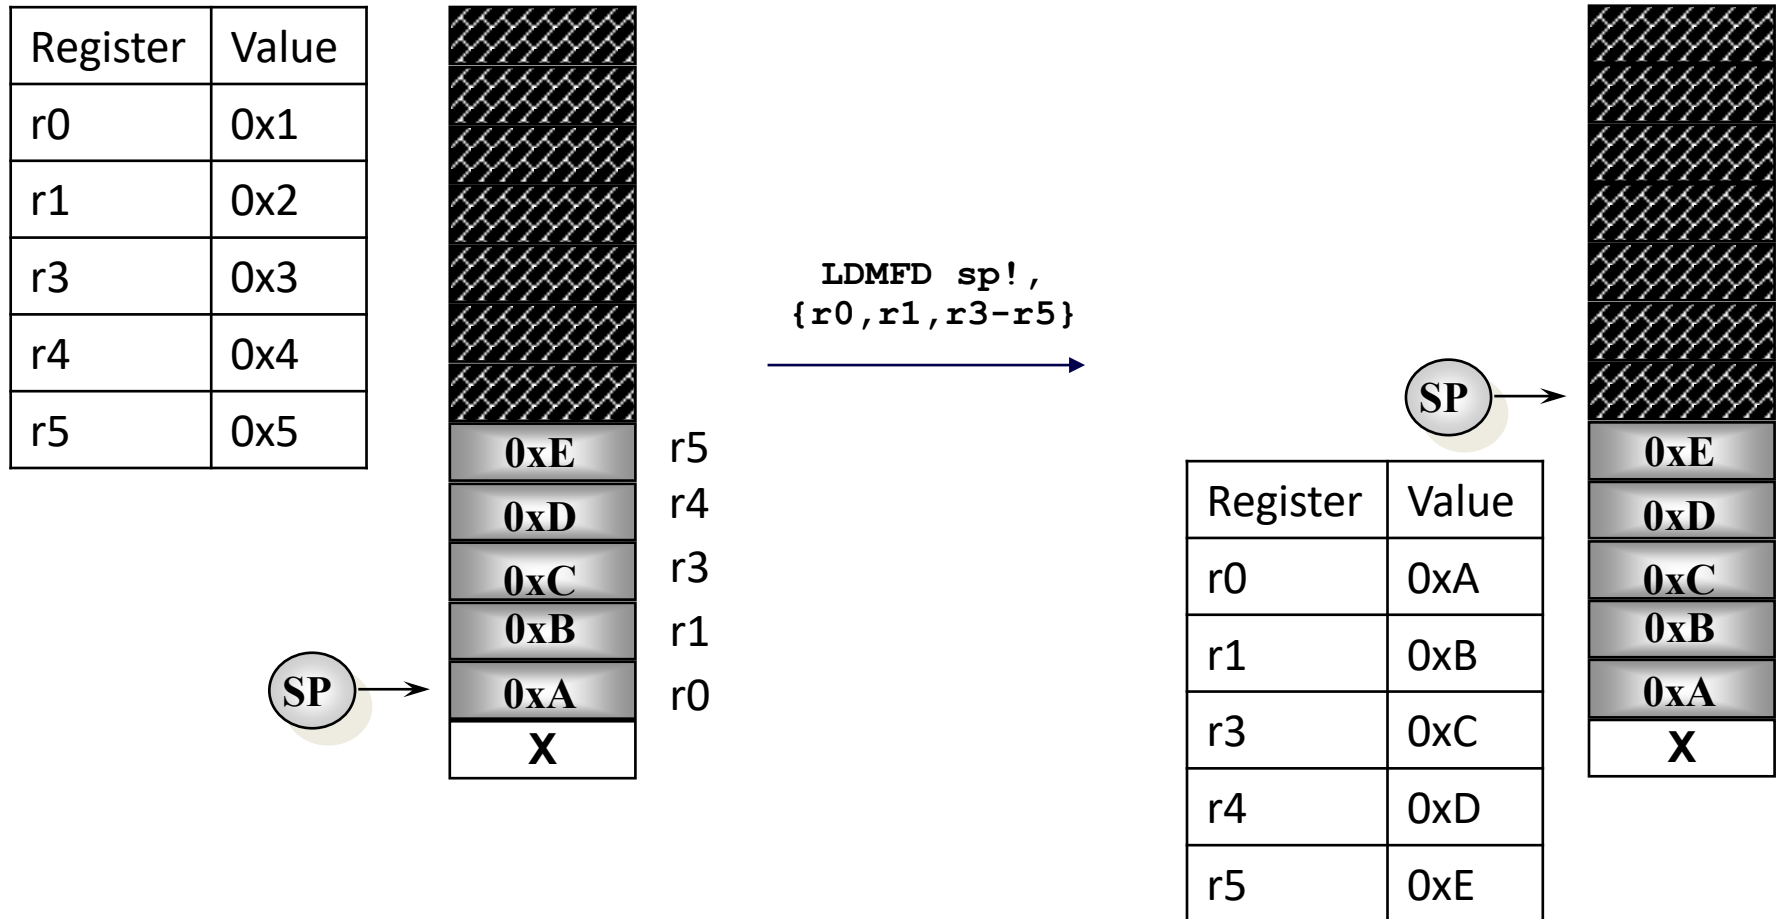 Register Value
r0 0x1
r1 0x2
r3 0x3
r4 0x4
r5 0x5
0xE r5
0xD r4
0xC r3
0xB r1
SP 0xA r0
X
LDMFD sp!,
{r0,r1,r3-r5}
SP
Register Value
r0 0xA
r1 0xB
r3 0xC
r4 0xD
r5 0xE
0xE
0xD
0xC
0xB
0xA
X